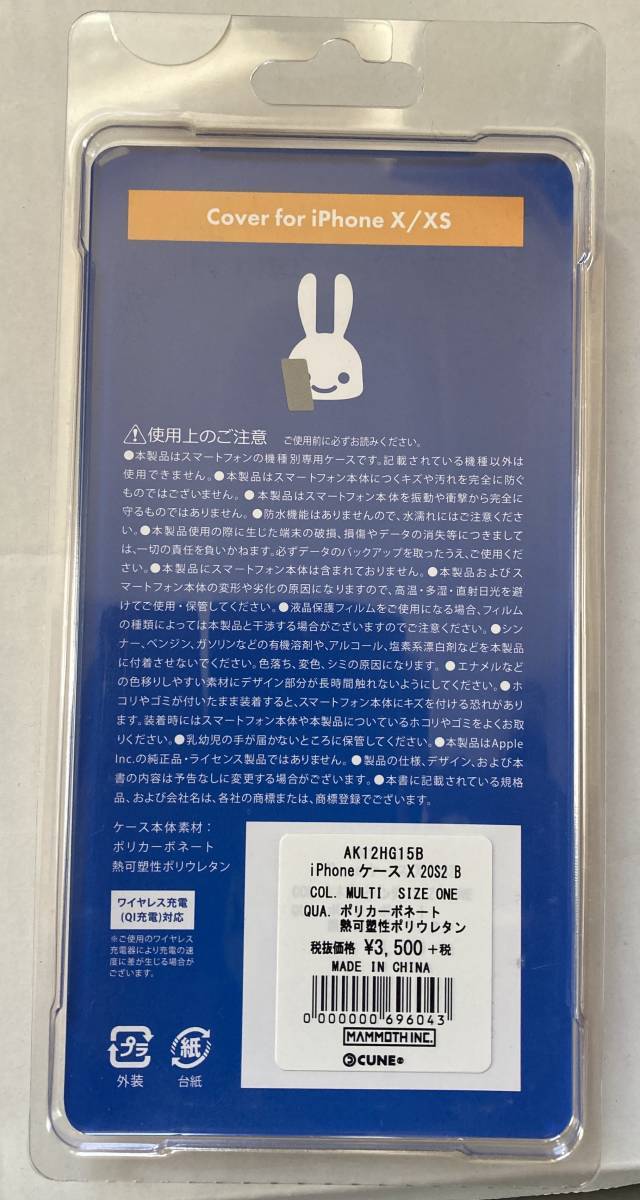 Cover for iPhone X/XS
使用上のご注意 ご使用前に必ずお読みください。
●本製品はスマートフォンの機種別専用ケースです。記載されている機種以外は
使用できません。●本製品はスマートフォン本体につくキズや汚れを完全に防ぐ
ものではございません。●本製品はスマートフォン本体を振動や衝撃から完全に
守るものではありません。●防水機能はありませんので、水濡れにはご注意くださ
い。●本製品使用の際に生じた端末の破損、損傷やデータの消失等につきまして
は、一切の責任を負いかねます。必ずデータのバックアップを取ったうえ、ご使用くだ
さい。●本製品にスマートフォン本体は含まれておりません。●本製品およびス
マートフォン本体の変形や劣化の原因になりますので、高温・多湿・直射日光を避
けてご使用・保管してください。●液晶保護フィルムをご使用になる場合、フィルム
の種類によっては本製品と干渉する場合がございますのでご注意ください。●シン
ナー、ベンジン、ガソリンなどの有機溶剤や、アルコール、塩素系漂白剤などを本製品
に付着させないでください。色落ち、変色、シミの原因になります。●エナメルなど
の色移りしやすい素材にデザイン部分が長時間触れないようにしてください。●ホ
コリやゴミが付いたまま装着すると、スマートフォン本体にキズを付ける恐れがありま
す。装着時にはスマートフォン本体や本製品についているホコリやゴミをよくお取
りください。●乳幼児の手が届かないところに保管してください。●本製品はApple
Inc.の純正品・ライセンス製品ではありません。●製品の仕様、デザイン、および本
書の内容は予告なしに変更する場合がございます。●本書に記載されている規格
品、および会社名は、各社の商標または、商標登録でございます。
ケース本体素材：
ポリカーボネート
熱可塑性ポリウレタン
ワイヤレス充電
(QI充電)対応
※ご使用のワイヤレス
充電器により充電の速
度に差が生じる場合が
ございます。
プラ
外装
紙
台紙
AK12HG15B
iPhoneケース X 20S2 B
COL. MULTI SIZE ONE
QUA. ポリカーボネート
熱可塑性ポリウレタン
税抜価格 ¥3,500 +税
MADE IN CHINA
0 000000 696043
MAMMOTH INC.
©CUNE®